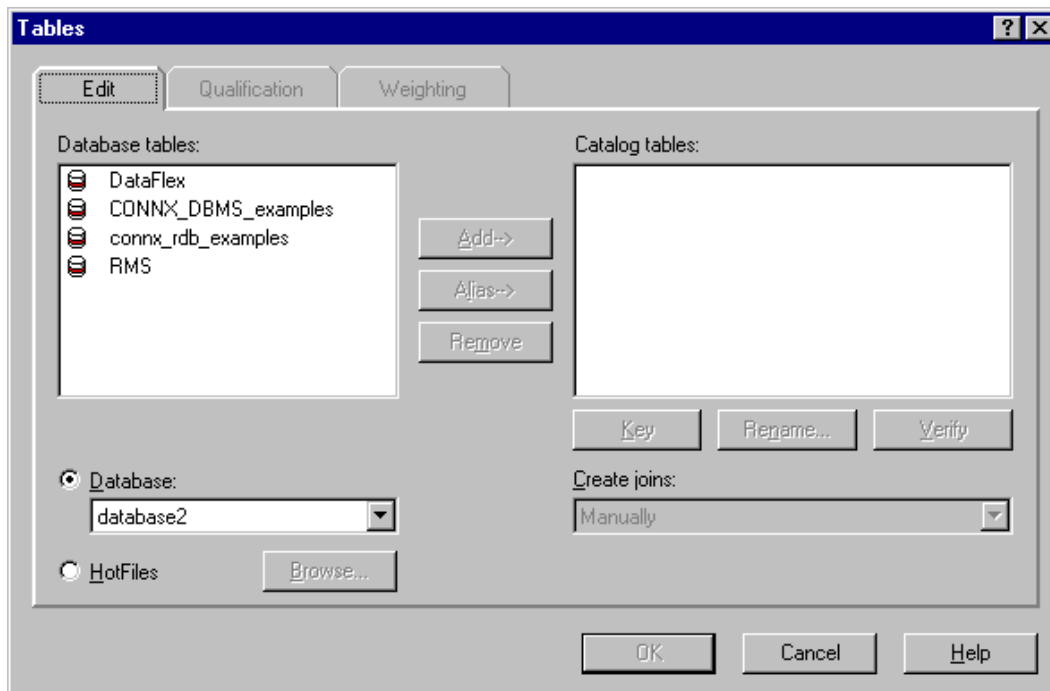 Tables
Edit
Qualification
Weighting
Database tables:
DataFlex
CONNX_DBMS_examples
connx_rdb_examples
RMS
Add-->
Alias-->
Remove
Catalog tables:
Key
Rename...
Verify
Database:
database2
HotFiles
Browse...
Create joins:
Manually
OK
Cancel
Help